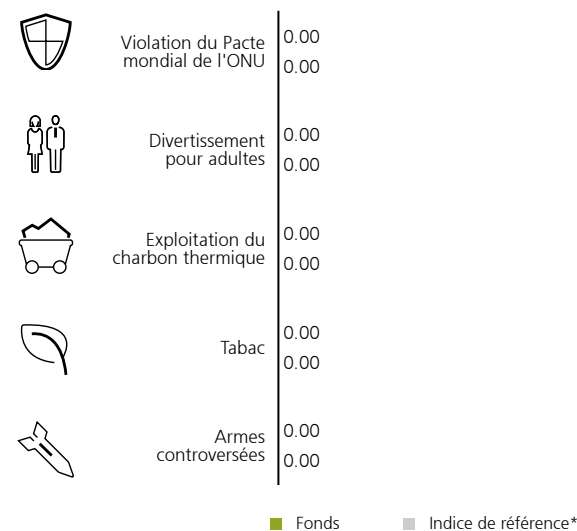 Violation du Pacte
mondial de l'ONU
0.00
0.00
Divertissement
pour adultes
0.00
0.00
Exploitation du
charbon thermique
0.00
0.00
Tabac
0.00
0.00
Armes
controversées
0.00
0.00
Fonds
Indice de référence*